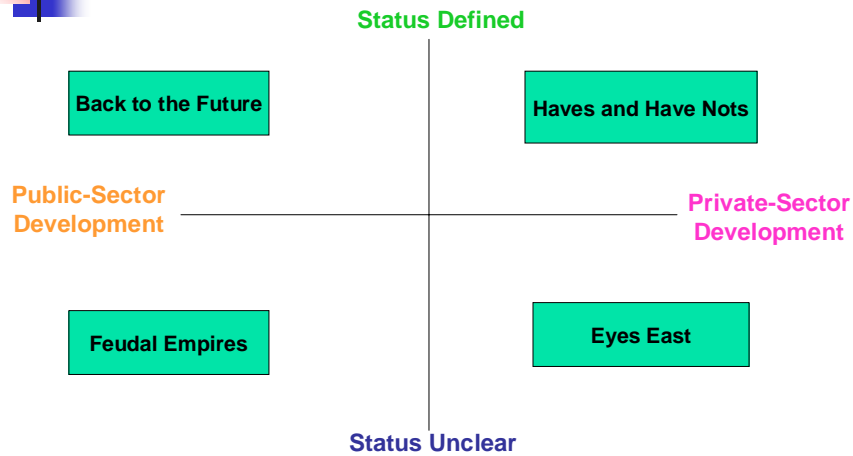 Status Defined
Back to the Future
Haves and Have Nots
Public-Sector
Development
Private-Sector
Development
Feudal Empires
Eyes East
Status Unclear